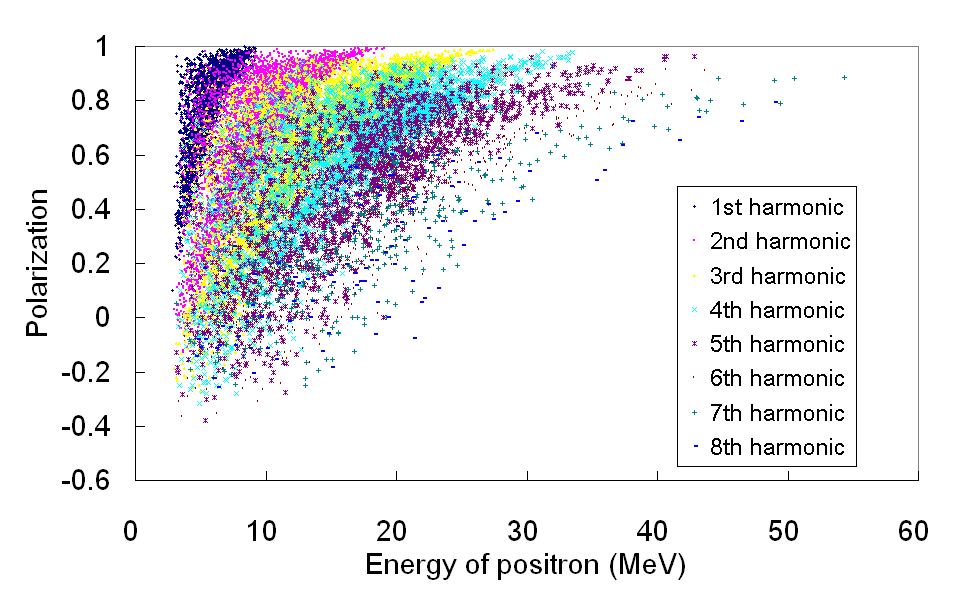 1
0.8
0.6
0.4
0.2
0
-0.2
-0.4
-0.6
Polarization
0 10 20 30 40 50 60
Energy of positron (MeV)
1st harmonic
2nd harmonic
3rd harmonic
4th harmonic
5th harmonic
6th harmonic
7th harmonic
8th harmonic